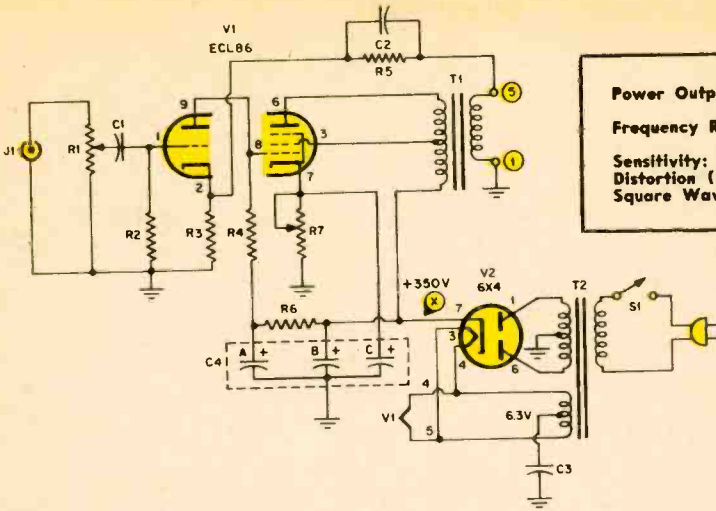 V1
ECL86
C2
R5
T1
5
1
J1
R1
C1
1
9
2
R2
R3
R4
8
6
3
7
R7
R6
C4
A +
B +
C +
+350V
X
V2
6X4
7
3
4
1
6
T2
S1
V1
4
5
6.3V
C3
Power Outp
Frequency R
Sensitivity:
Distortion (
Square Wav